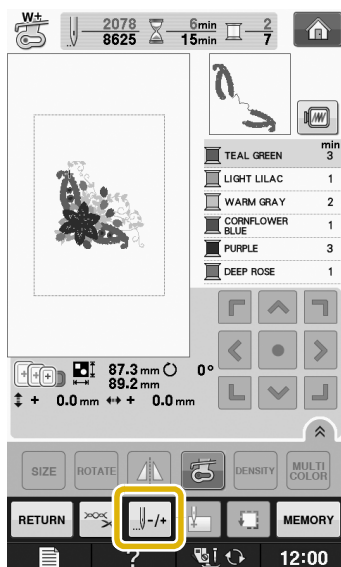 W±
2078 6min 2
8625 15min 7
min
TEAL GREEN 3
LIGHT LILAC 1
WARM GRAY 2
CORNFLOWER
BLUE 1
PURPLE 3
DEEP ROSE 1
87.3 mm 0°
89.2 mm
+ 0.0 mm + 0.0 mm
SIZE ROTATE DENSITY MULTI
COLOR
RETURN -/+ MEMORY
? 12:00